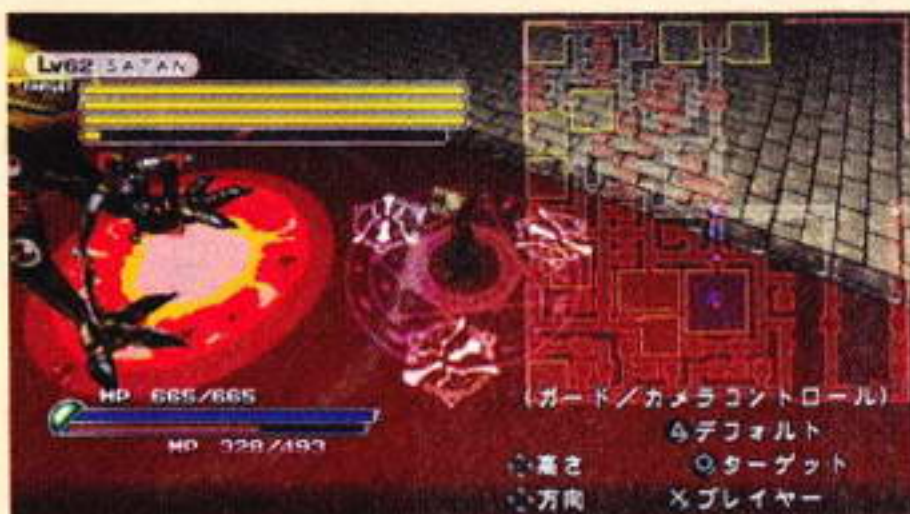 Lv62 SATAN
MP 665/665
MP 328/493
(ガード/カメラコントロール)
△デフォルト
高さ ○ターゲット
方向 ×プレイヤー